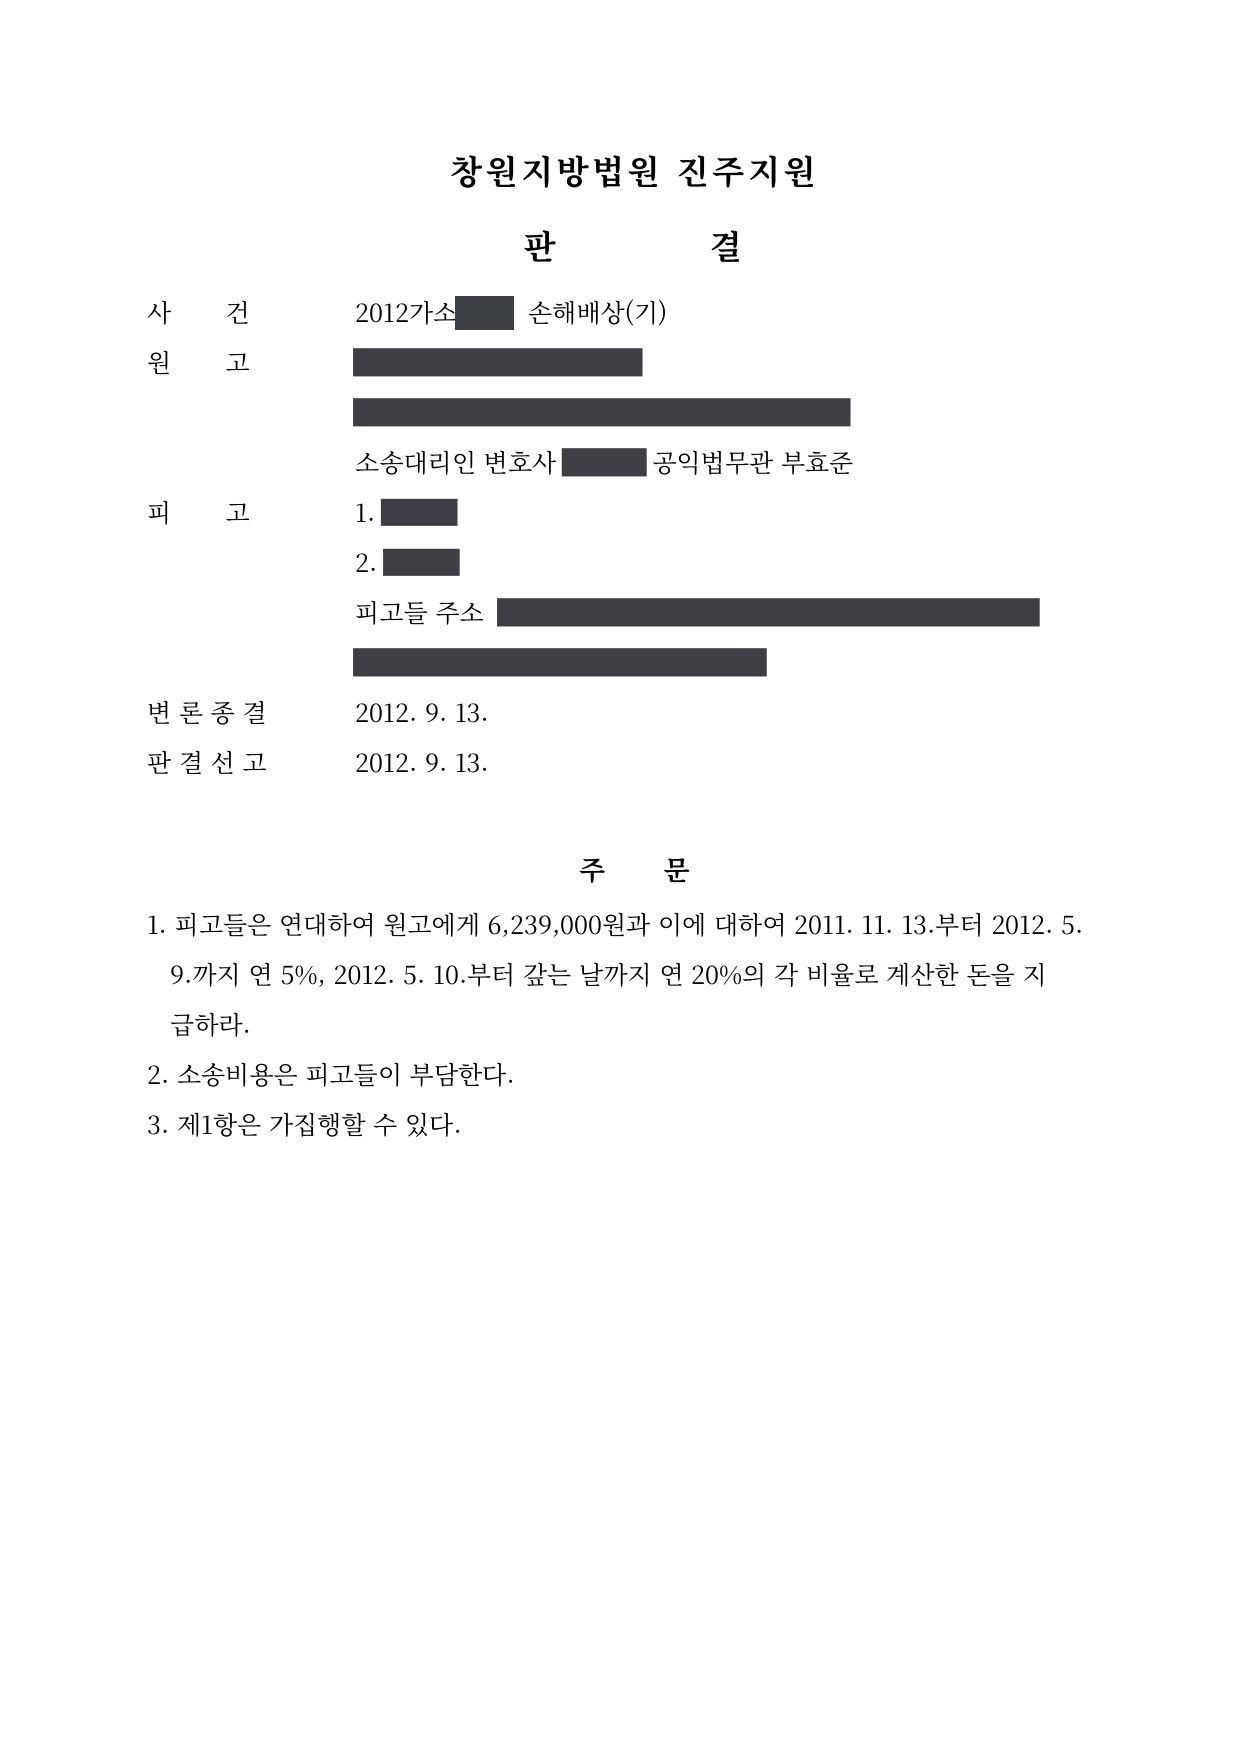 창원지방법원 진주지원
판 결
사 건 2012가소 손해배상(기)
원 고
소송대리인 변호사 공익법무관 부효준
피 고 1.
2.
피고들 주소
변 론 종 결 2012. 9. 13.
판 결 선 고 2012. 9. 13.
주 문
1. 피고들은 연대하여 원고에게 6,239,000원과 이에 대하여 2011. 11. 13.부터 2012. 5.
9.까지 연 5%, 2012. 5. 10.부터 갚는 날까지 연 20%의 각 비율로 계산한 돈을 지
급하라.
2. 소송비용은 피고들이 부담한다.
3. 제1항은 가집행할 수 있다.